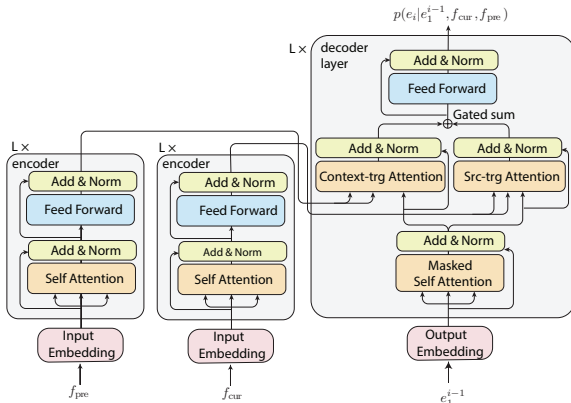 p(e_i|e_1^{i-1}, f_cur, f_pre)
L ×
decoder
layer
Add & Norm
Feed Forward
Gated sum
L ×
encoder
Add & Norm
Feed Forward
Add & Norm
Self Attention
Input
Embedding
f_pre
L ×
encoder
Add & Norm
Feed Forward
Add & Norm
Self Attention
Input
Embedding
f_cur
Add & Norm
Context-trg Attention
Add & Norm
Src-trg Attention
Add & Norm
Masked
Self Attention
Output
Embedding
e_1^{i-1}